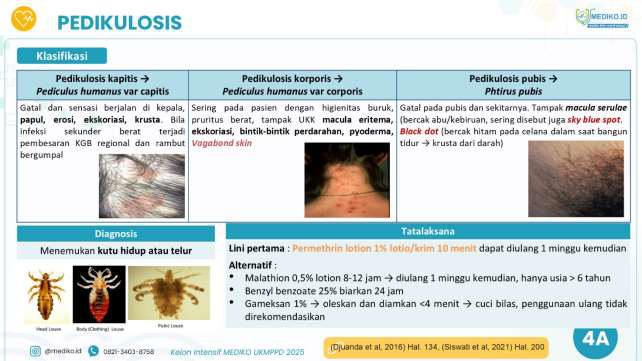 PEDIKULOSIS
MEDIKO.ID
Klasifikasi
Pedikulosis kapitis →
Pediculus humanus var capitis
Gatal dan sensasi berjalan di kepala,
papul, erosi, ekskoriasi, krusta. Bila
infeksi sekunder berat terjadi
pembesaran KGB regional dan rambut
bergumpal
Pedikulosis korporis →
Pediculus humanus var corporis
Sering pada pasien dengan higienitas buruk,
pruritus berat, tampak UKK macula eritema,
ekskoriasi, bintik-bintik perdarahan, pyoderma,
Vagabond skin
Pedikulosis pubis →
Phtirus pubis
Gatal pada pubis dan sekitarnya. Tampak macula serulae
(bercak abu/kebiruan, sering disebut juga sky blue spot.
Black dot (bercak hitam pada celana dalam saat bangun
tidur → krusta dari darah)
Diagnosis
Menemukan kutu hidup atau telur
Head Louse
Body (Clothing) Louse
Pubic Louse
Tatalaksana
Lini pertama : Permethrin lotion 1% lotio/krim 10 menit dapat diulang 1 minggu kemudian
Alternatif :
• Malathion 0,5% lotion 8-12 jam → diulang 1 minggu kemudian, hanya usia > 6 tahun
• Benzyl benzoate 25% biarkan 24 jam
• Gameksan 1% → oleskan dan diamkan <4 menit → cuci bilas, penggunaan ulang tidak
direkomendasikan
@mediko.id
0821-3403-8758
Kelan Intensif MEDIKO UKMPPD 2025
(Djuanda et al, 2016) Hal. 134, (Siswati et al, 2021) Hal. 200
4A